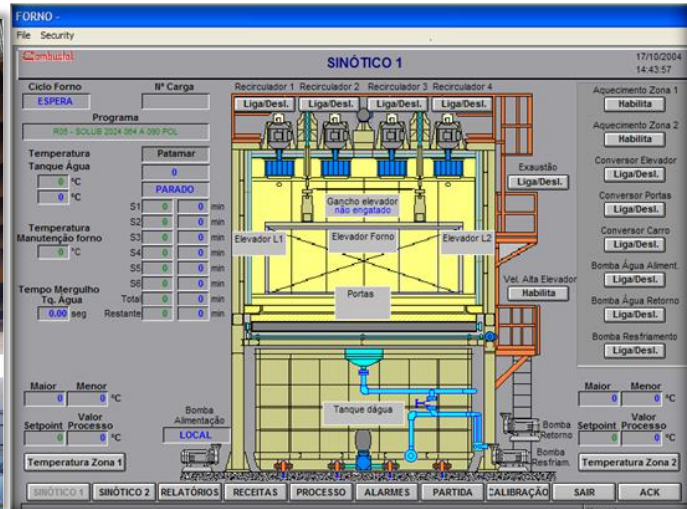 FORNO -
File Security
Combustol
SINÓTICO 1
17/10/2004
14:43:57
Ciclo Forno
Nº Carga
ESPERA
Programa
R05 - SOLUB 2024 064 A 090 POL
Temperatura
Tanque Água
0 ºC
0 ºC
Patamar
0
PARADO
Temperatura
Manutenção forno
0 ºC
S1 0 0 min
S2 0 0 min
S3 0 0 min
S4 0 0 min
S5 0 0 min
S6 0 0 min
Total 0 0 min
Restante 0 0 min
Tempo Mergulho
Tq. Água
0.00 seg
Maior Menor
0 0 ºC
Valor
Setpoint Processo
0 0 ºC
Temperatura Zona 1
Bomba
Alimentação
LOCAL
Recirculador 1 Recirculador 2 Recirculador 3 Recirculador 4
Liga/Desl. Liga/Desl. Liga/Desl. Liga/Desl.
Gancho elevador
não engatado
Elevador L1
Elevador Forno
Elevador L2
Portas
Tanque dágua
Exaustão
Liga/Desl.
Vel. Alta Elevador
Habilita
Bomba
Retorno
Bomba
Resfriam.
Aquecimento Zona 1
Habilita
Aquecimento Zona 2
Habilita
Conversor Elevador
Liga/Desl.
Conversor Portas
Liga/Desl.
Conversor Carro
Liga/Desl.
Bomba Água Aliment.
Liga/Desl.
Bomba Água Retorno
Liga/Desl.
Bomba Resfriamento
Liga/Desl.
Maior Menor
0 0 ºC
Valor
Setpoint Processo
0 0 ºC
Temperatura Zona 2
SINÓTICO 1 SINÓTICO 2 RELATÓRIOS RECEITAS PROCESSO ALARMES PARTIDA CALIBRAÇÃO SAIR ACK